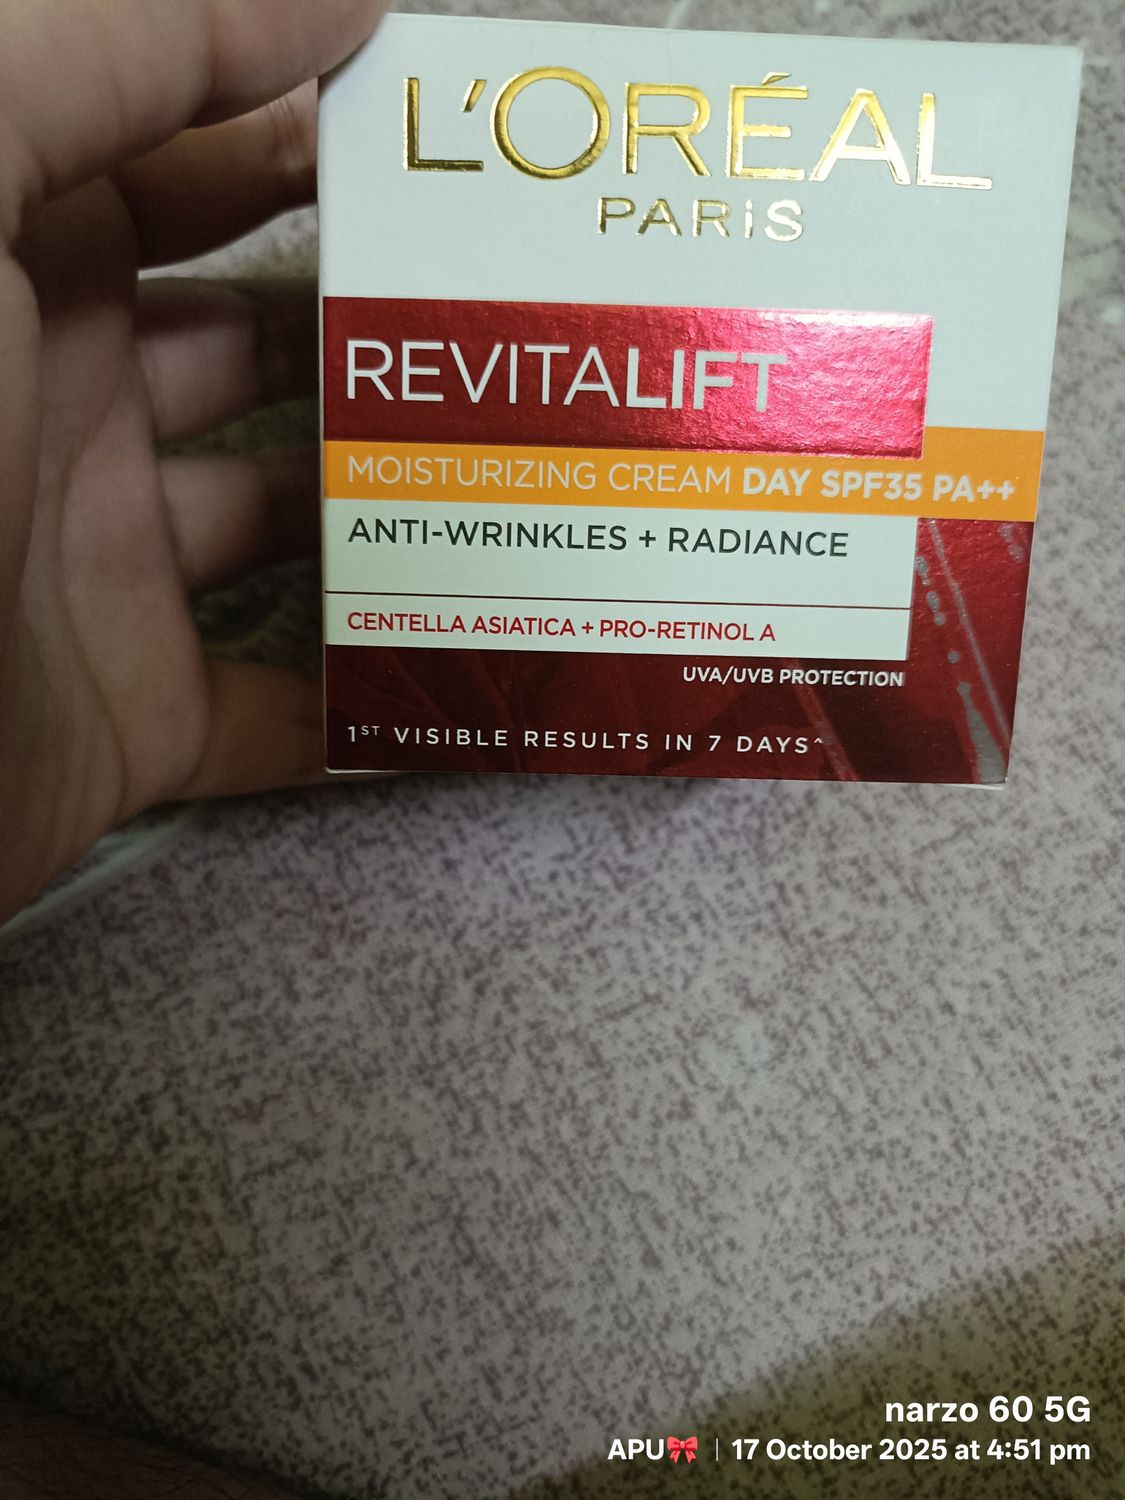 L'ORÉAL
PARiS
REVITALIFT
MOISTURIZING CREAM DAY SPF35 PA++
ANTI-WRINKLES + RADIANCE
CENTELLA ASIATICA + PRO-RETINOL A
UVA/UVB PROTECTION
1ST VISIBLE RESULTS IN 7 DAYS^
narzo 60 5G
APU🎀 | 17 October 2025 at 4:51 pm